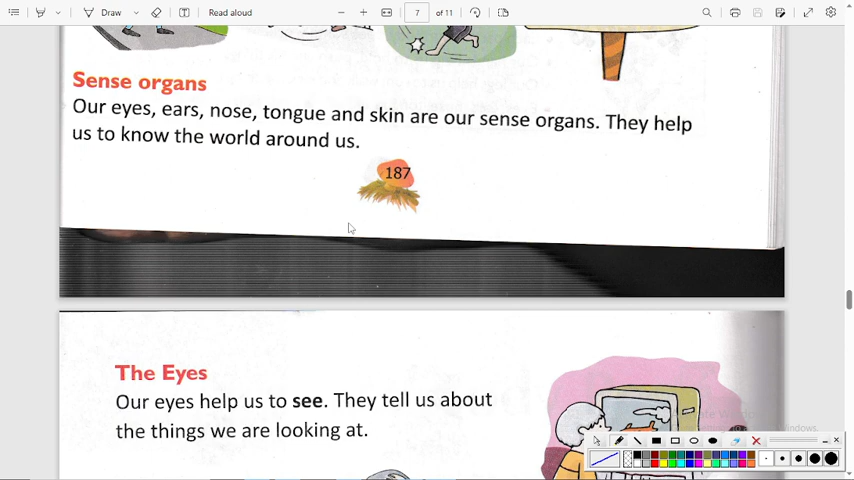 Draw
Read aloud
7 of 11
Sense organs
Our eyes, ears, nose, tongue and skin are our sense organs. They help
us to know the world around us.
187
The Eyes
Our eyes help us to see. They tell us about
the things we are looking at.